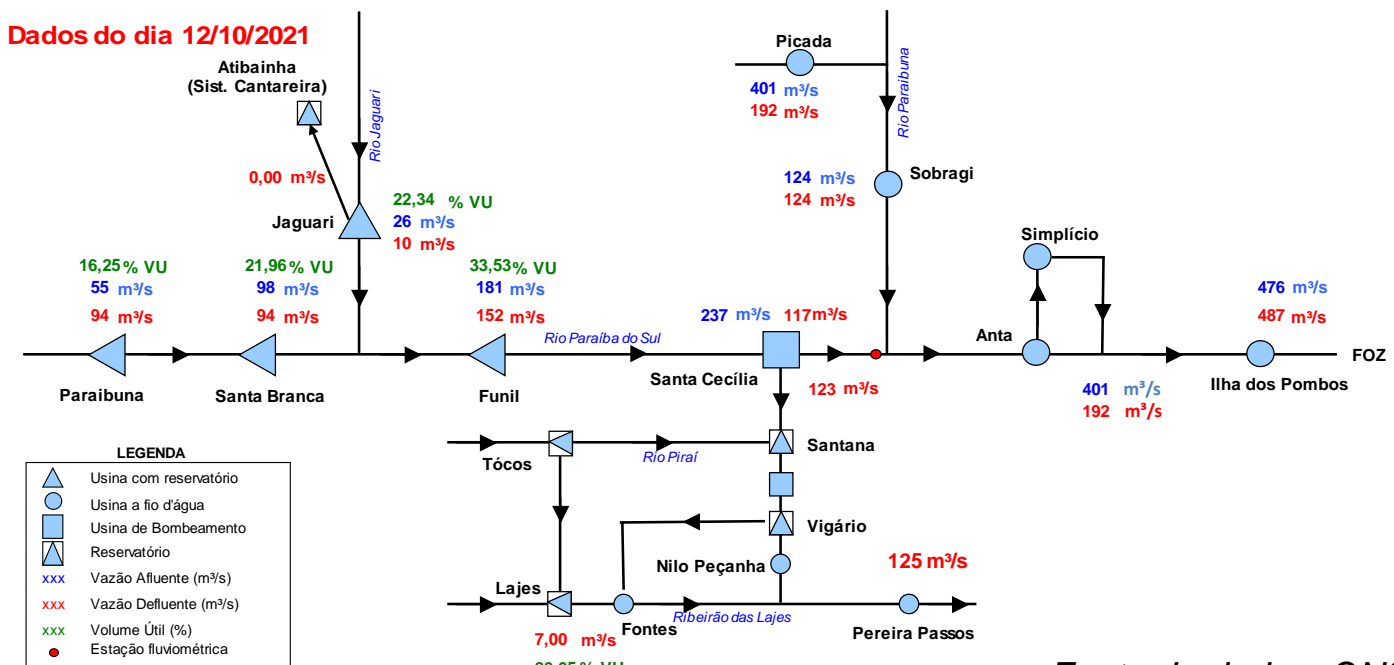 Dados do dia 12/10/2021
Atibainha
(Sist. Cantareira)
Rio Jaguari
0,00 m³/s
Jaguari
22,34 % VU
26 m³/s
10 m³/s
Picada
401 m³/s
192 m³/s
Rio Paraibuna
124 m³/s
124 m³/s
Sobragi
Simplício
16,25 % VU
55 m³/s
94 m³/s
Paraibuna
21,96 % VU
98 m³/s
94 m³/s
Santa Branca
33,53 % VU
181 m³/s
152 m³/s
Funil
Rio Paraíba do Sul
237 m³/s 117 m³/s
Santa Cecília
123 m³/s
Anta
401 m³/s
192 m³/s
476 m³/s
487 m³/s
Ilha dos Pombos
FOZ
Tócos
Rio Piraí
Santana
Vigário
Nilo Peçanha
125 m³/s
Lajes
7,00 m³/s
Fontes
Ribeirão das Lajes
Pereira Passos
LEGENDA
Usina com reservatório
Usina a fio d'água
Usina de Bombeamento
Reservatório
xxx Vazão Afluente (m³/s)
xxx Vazão Defluente (m³/s)
xxx Volume Útil (%)
Estação fluviométrica